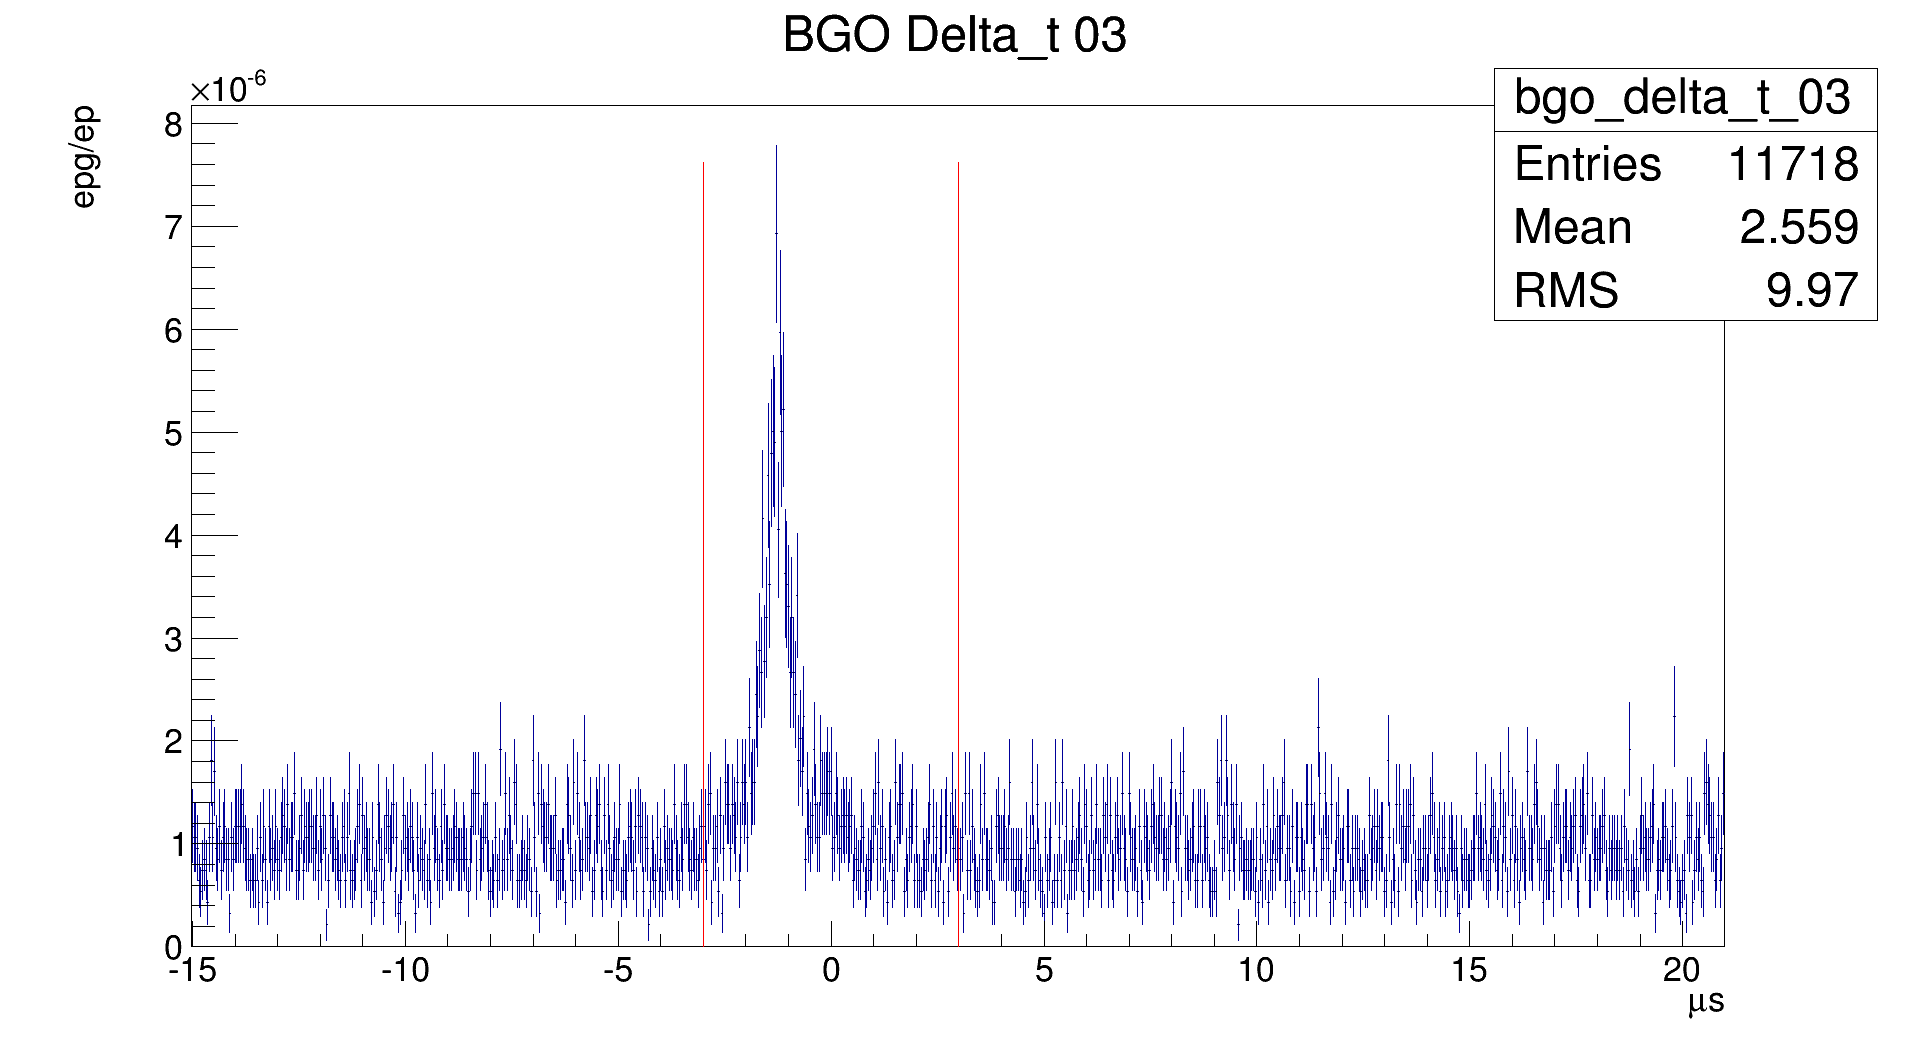 BGO Delta_t 03
×10-6
epg/ep
bgo_delta_t_03
Entries 11718
Mean 2.559
RMS 9.97
8
7
6
5
4
3
2
1
0
-15 -10 -5 0 5 10 15 20
μs